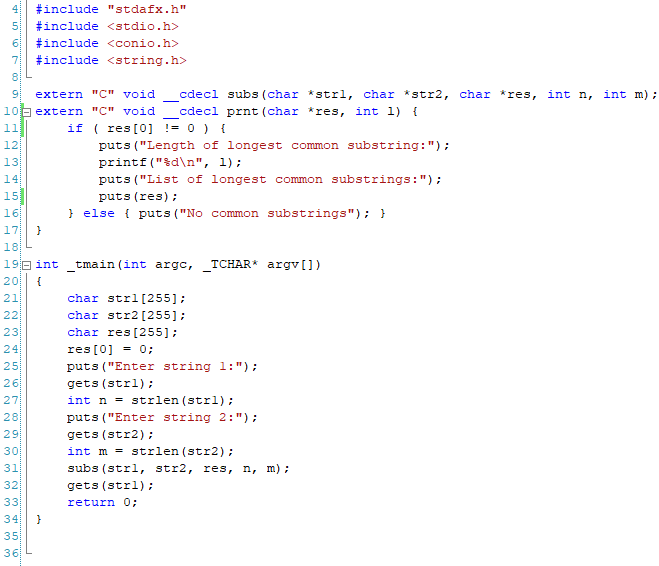 4 #include "stdafx.h"
5 #include <stdio.h>
6 #include <conio.h>
7 #include <string.h>
8
9 extern "C" void __cdecl subs(char *str1, char *str2, char *res, int n, int m);
10 extern "C" void __cdecl prnt(char *res, int l) {
11     if ( res[0] != 0 ) {
12         puts("Length of longest common substring:");
13         printf("%d\n", l);
14         puts("List of longest common substrings:");
15         puts(res);
16     } else { puts("No common substrings"); }
17 }
18
19 int _tmain(int argc, _TCHAR* argv[])
20 {
21     char str1[255];
22     char str2[255];
23     char res[255];
24     res[0] = 0;
25     puts("Enter string 1:");
26     gets(str1);
27     int n = strlen(str1);
28     puts("Enter string 2:");
29     gets(str2);
30     int m = strlen(str2);
31     subs(str1, str2, res, n, m);
32     gets(str1);
33     return 0;
34 }
35
36